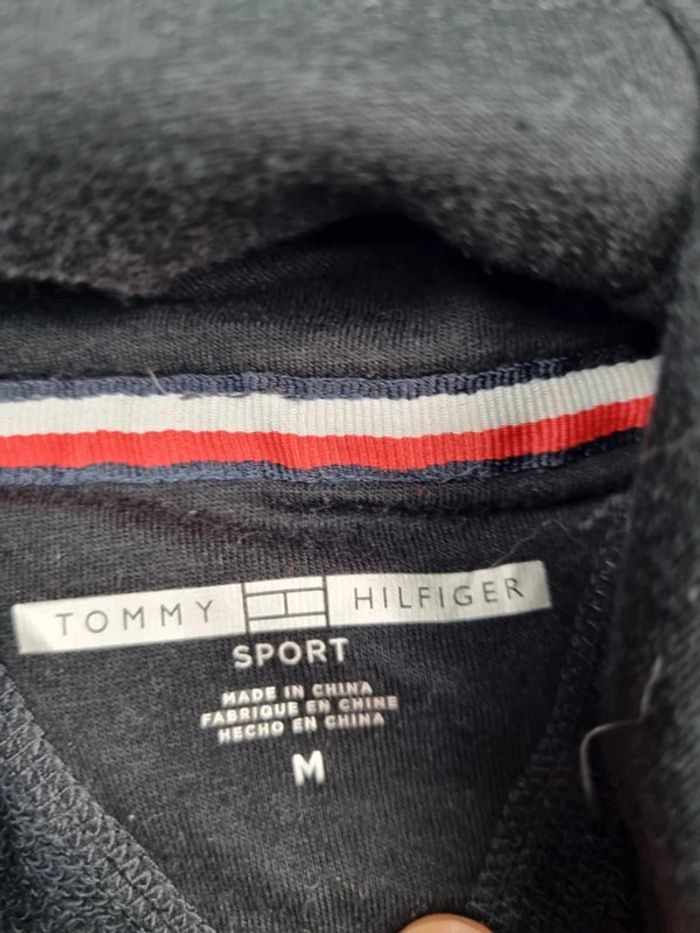 TOMMY HILFIGER
SPORT
MADE IN CHINA
FABRIQUE EN CHINE
HECHO EN CHINA
M